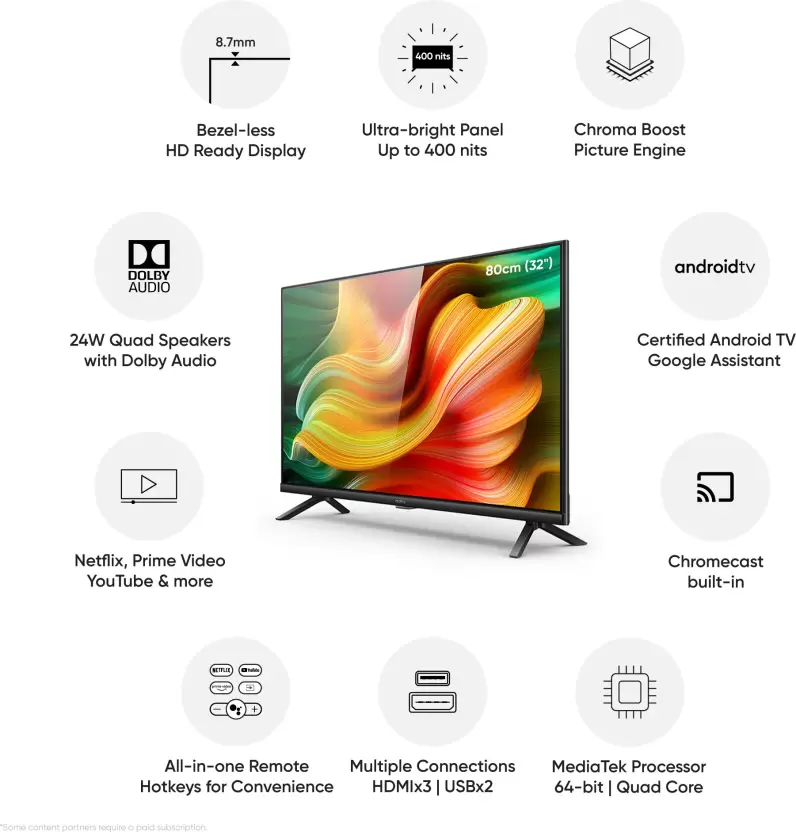 8.7mm
400 nits
Bezel-less
HD Ready Display
Ultra-bright Panel
Up to 400 nits
Chroma Boost
Picture Engine
DOLBY
AUDIO
androidtv
80cm (32")
24W Quad Speakers
with Dolby Audio
Certified Android TV
Google Assistant
Netflix, Prime Video
YouTube & more
Chromecast
built-in
NETFLIX
YouTube
prime video
All-in-one Remote
Hotkeys for Convenience
Multiple Connections
HDMIx3 | USBx2
MediaTek Processor
64-bit | Quad Core
*Some content partners require a paid subscription.